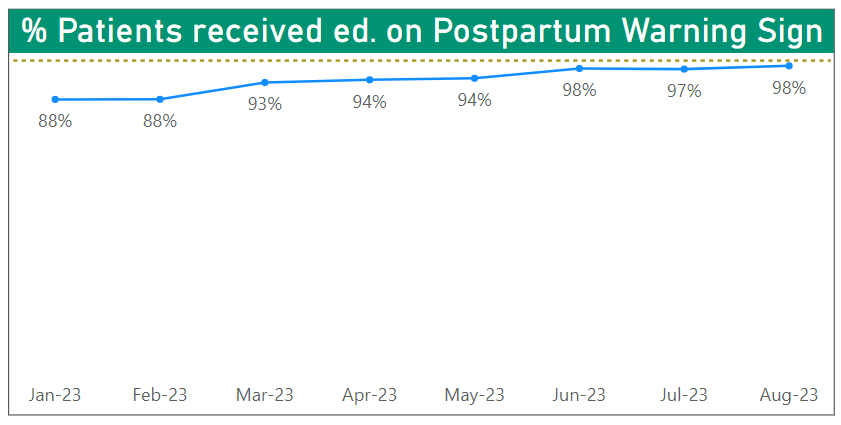 % Patients received ed. on Postpartum Warning Sign
88% 88% 93% 94% 94% 98% 97% 98%
Jan-23 Feb-23 Mar-23 Apr-23 May-23 Jun-23 Jul-23 Aug-23